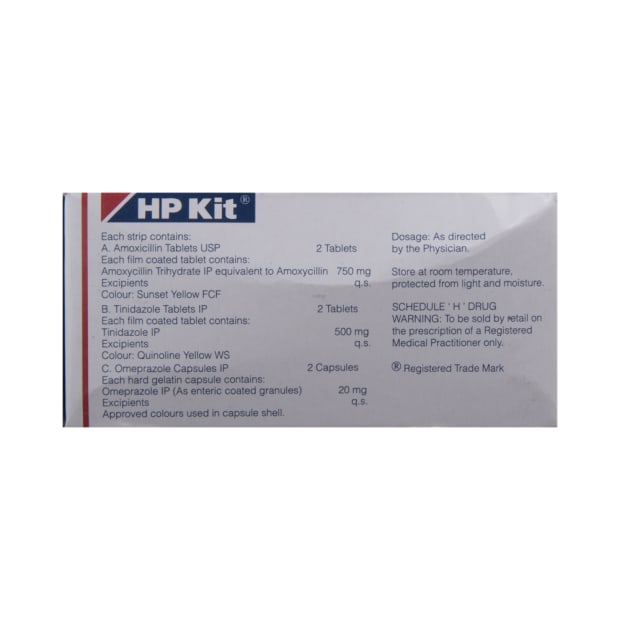 HP Kit®
Each strip contains:
A. Amoxicillin Tablets USP 2 Tablets
Each film coated tablet contains:
Amoxycillin Trihydrate IP equivalent to Amoxycillin 750 mg
Excipients q.s.
Colour: Sunset Yellow FCF
B. Tinidazole Tablets IP 2 Tablets
Each film coated tablet contains:
Tinidazole IP 500 mg
Excipients q.s.
Colour: Quinoline Yellow WS
C. Omeprazole Capsules IP 2 Capsules
Each hard gelatin capsule contains:
Omeprazole IP (As enteric coated granules) 20 mg
Excipients q.s.
Approved colours used in capsule shell.
Dosage: As directed
by the Physician.
Store at room temperature,
protected from light and moisture.
SCHEDULE ' H ' DRUG
WARNING: To be sold by retail on
the prescription of a Registered
Medical Practitioner only.
® Registered Trade Mark